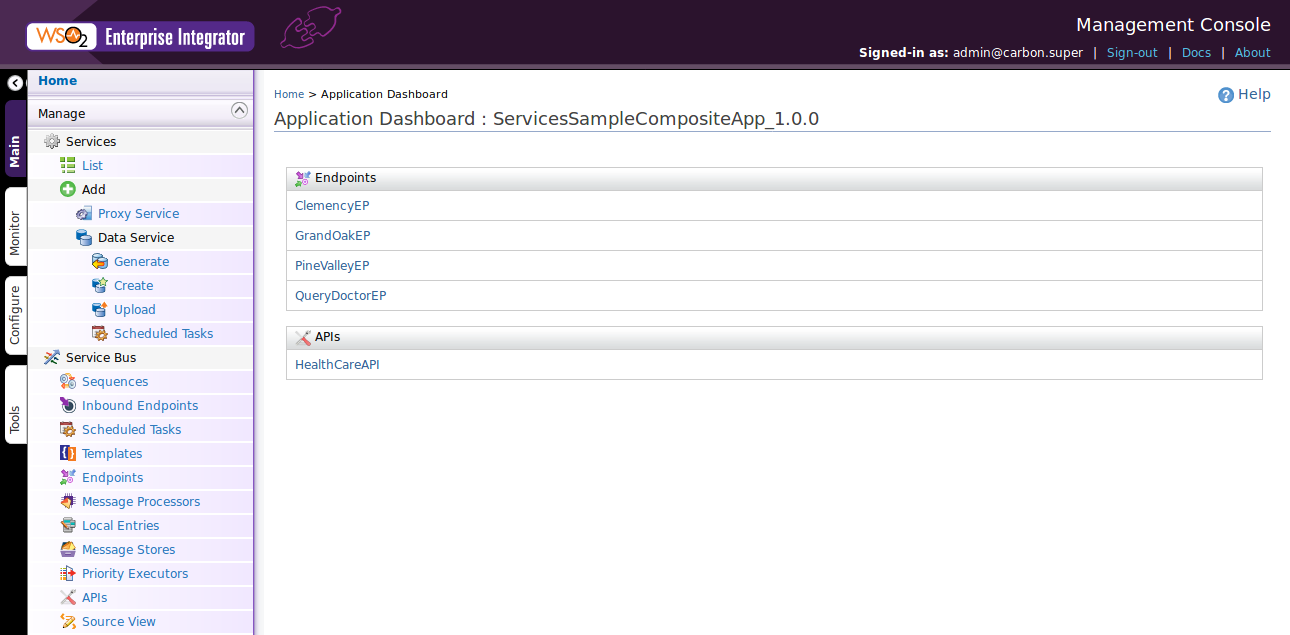 WSO2 Enterprise Integrator
Management Console
Signed-in as: admin@carbon.super | Sign-out | Docs | About
Main
Monitor
Configure
Tools
Home
Manage
Services
List
Add
Proxy Service
Data Service
Generate
Create
Upload
Scheduled Tasks
Service Bus
Sequences
Inbound Endpoints
Scheduled Tasks
Templates
Endpoints
Message Processors
Local Entries
Message Stores
Priority Executors
APIs
Source View
Home > Application Dashboard
Help
Application Dashboard : ServicesSampleCompositeApp_1.0.0
Endpoints
ClemencyEP
GrandOakEP
PineValleyEP
QueryDoctorEP
APIs
HealthCareAPI